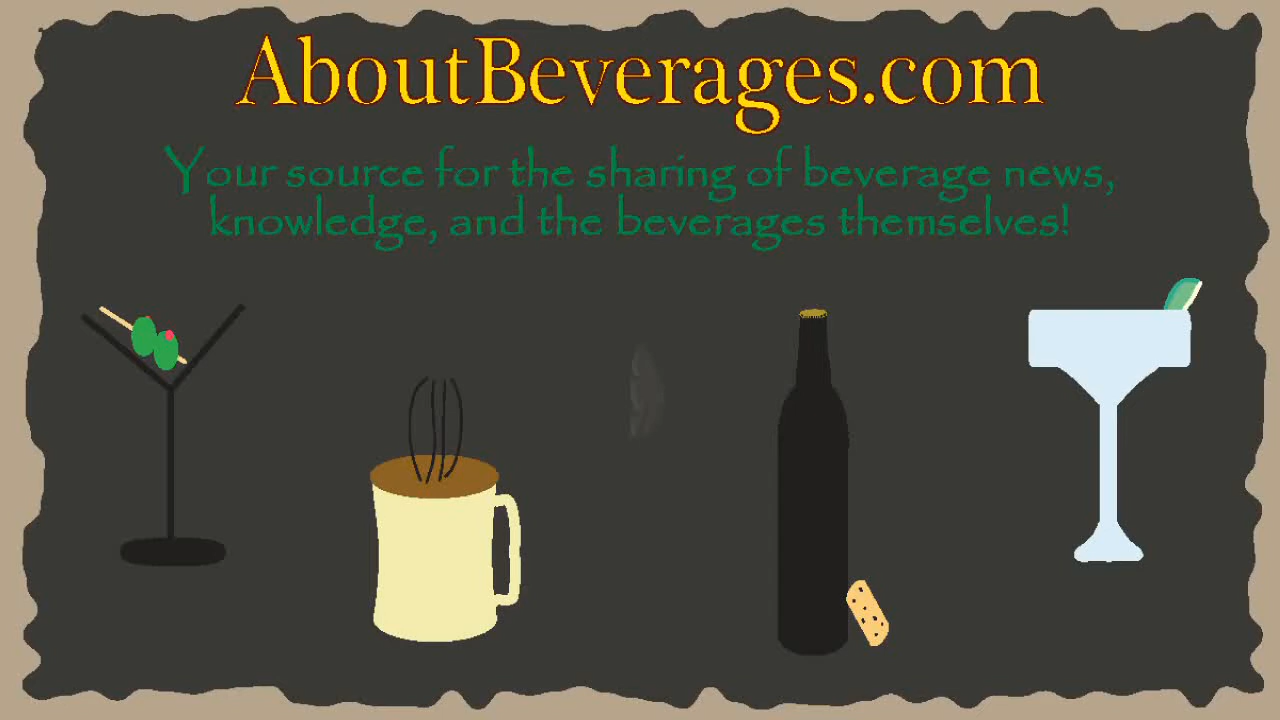 AboutBeverages.com
Your source for the sharing of beverage news,
knowledge, and the beverages themselves!